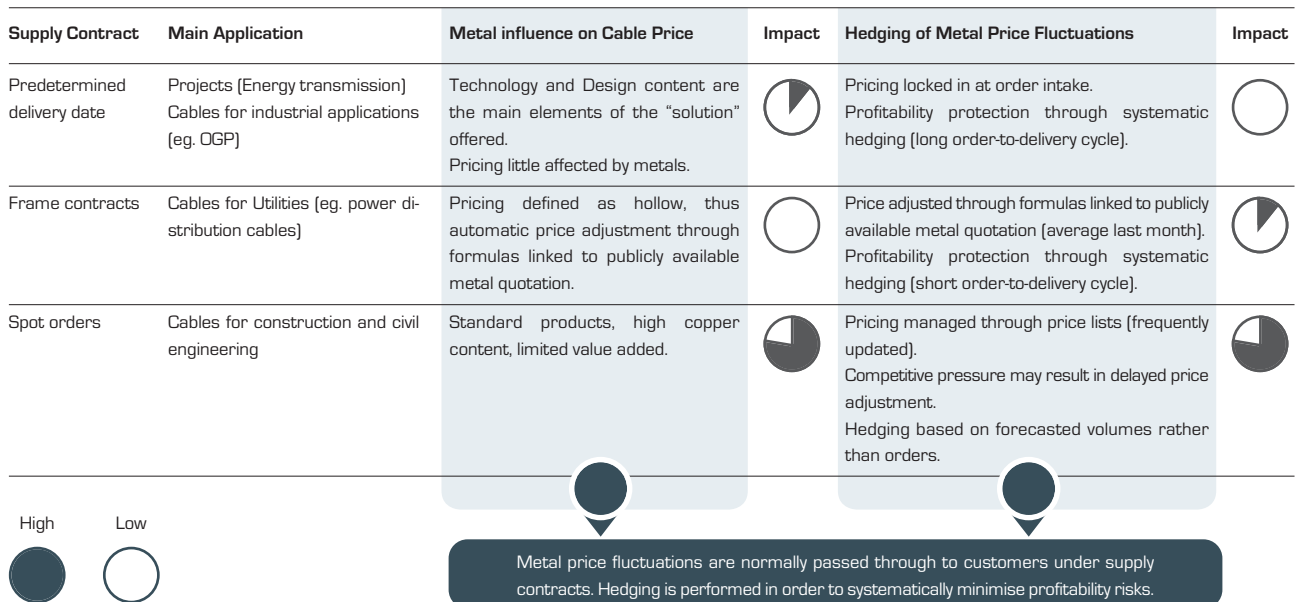 Supply Contract Main Application Metal influence on Cable Price Impact Hedging of Metal Price Fluctuations Impact
Predetermined
delivery date
Projects (Energy transmission)
Cables for industrial applications
(eg. OGP)
Technology and Design content are
the main elements of the “solution”
offered.
Pricing little affected by metals.
Pricing locked in at order intake.
Profitability protection through systematic
hedging (long order-to-delivery cycle).
Frame contracts
Cables for Utilities (eg. power di-
stribution cables)
Pricing defined as hollow, thus
automatic price adjustment through
formulas linked to publicly available
metal quotation.
Price adjusted through formulas linked to publicly
available metal quotation (average last month).
Profitability protection through systematic
hedging (short order-to-delivery cycle).
Spot orders
Cables for construction and civil
engineering
Standard products, high copper
content, limited value added.
Pricing managed through price lists (frequently
updated).
Competitive pressure may result in delayed price
adjustment.
Hedging based on forecasted volumes rather
than orders.
High Low
Metal price fluctuations are normally passed through to customers under supply
contracts. Hedging is performed in order to systematically minimise profitability risks.